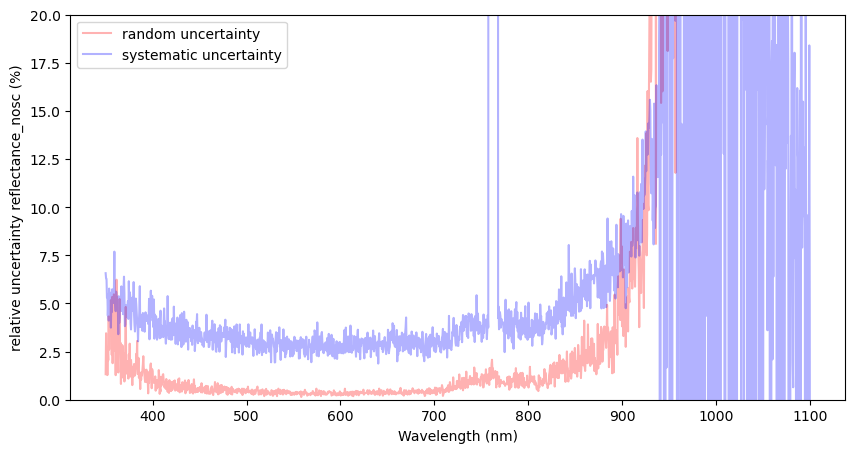 20.0
17.5
15.0
12.5
10.0
7.5
5.0
2.5
0.0
relative uncertainty reflectance_nosc (%)
random uncertainty
systematic uncertainty
400 500 600 700 800 900 1000 1100
Wavelength (nm)